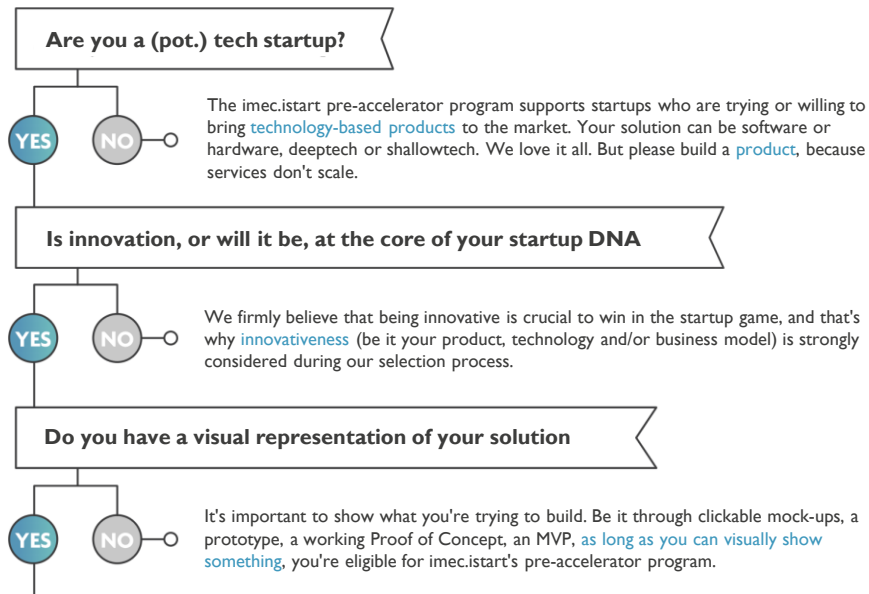 Are you a (pot.) tech startup?
YES
NO
The imec.istart pre-accelerator program supports startups who are trying or willing to
bring technology-based products to the market. Your solution can be software or
hardware, deeptech or shallowtech. We love it all. But please build a product, because
services don't scale.
Is innovation, or will it be, at the core of your startup DNA
YES
NO
We firmly believe that being innovative is crucial to win in the startup game, and that's
why innovativeness (be it your product, technology and/or business model) is strongly
considered during our selection process.
Do you have a visual representation of your solution
YES
NO
It's important to show what you're trying to build. Be it through clickable mock-ups, a
prototype, a working Proof of Concept, an MVP, as long as you can visually show
something, you're eligible for imec.istart's pre-accelerator program.